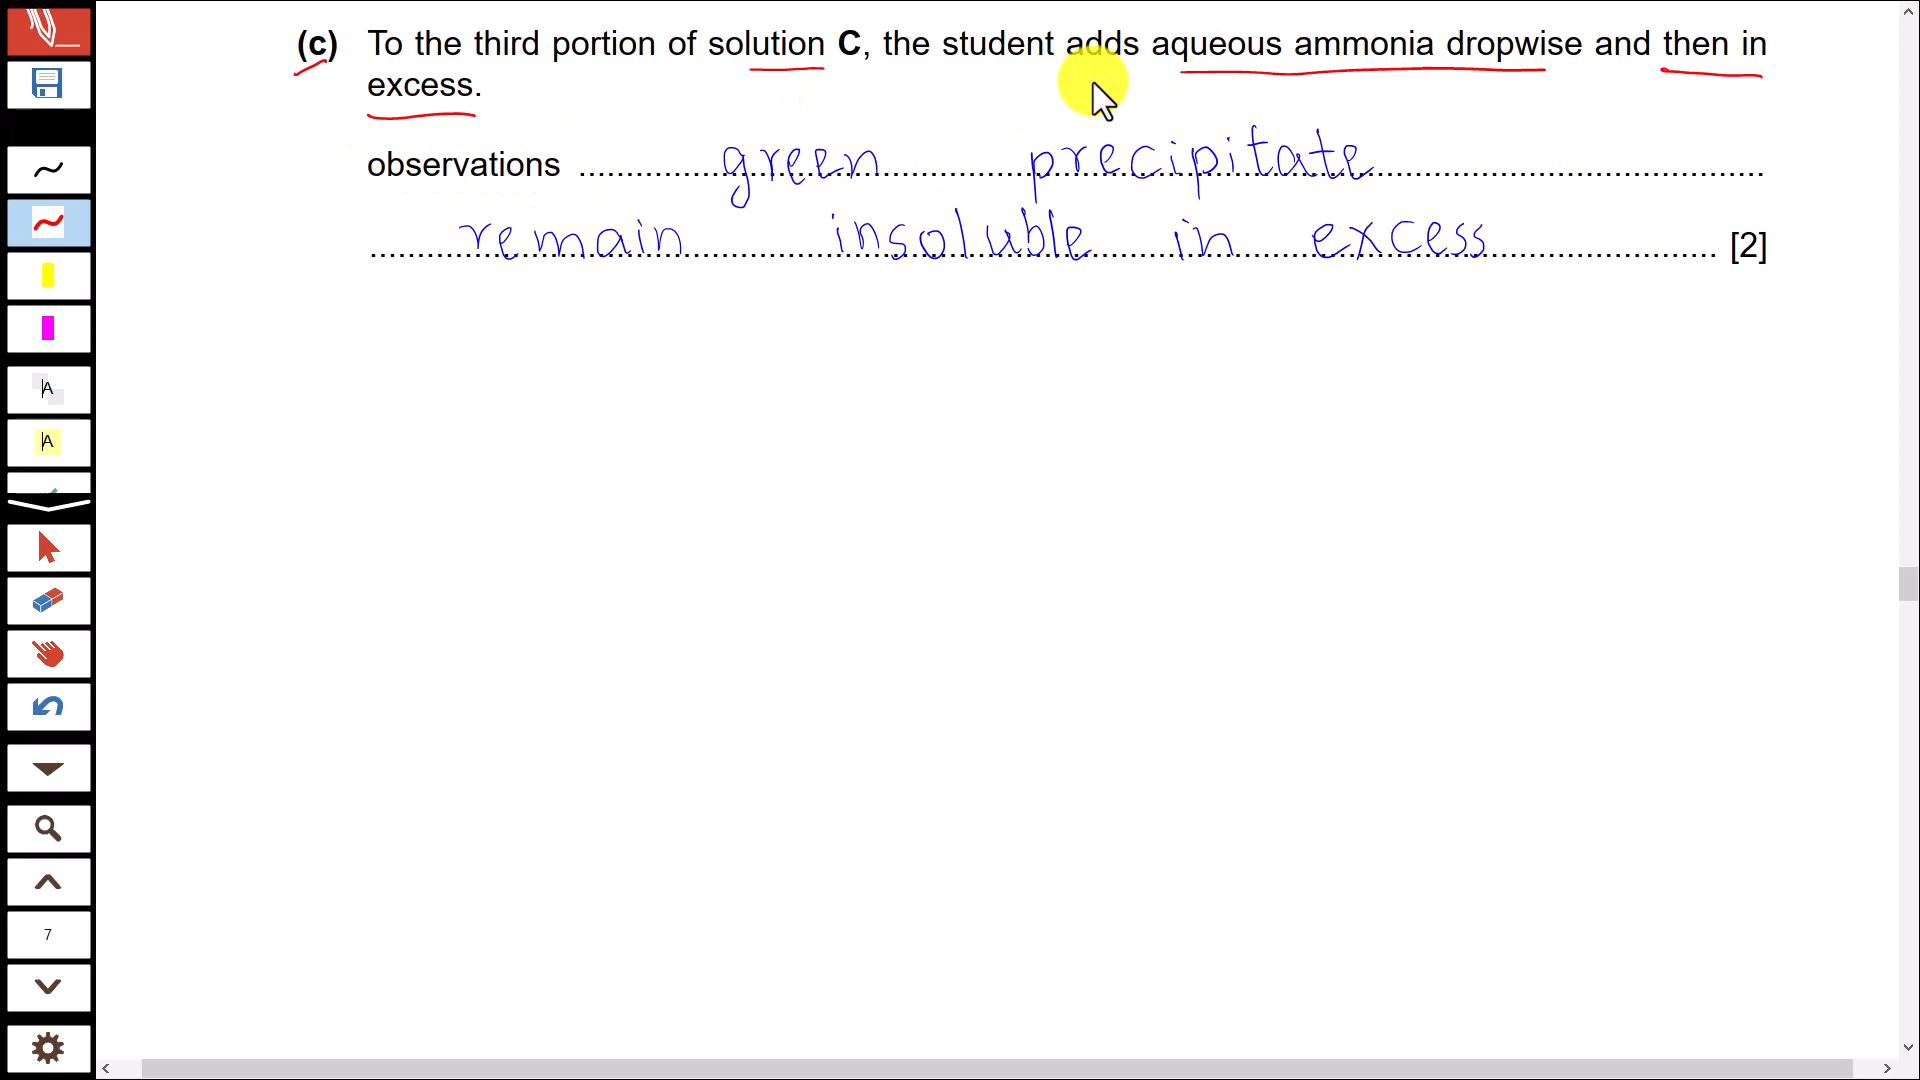 (c) To the third portion of solution C, the student adds aqueous ammonia dropwise and then in
excess.
observations green precipitate
remain insoluble in excess [2]
A
A
7